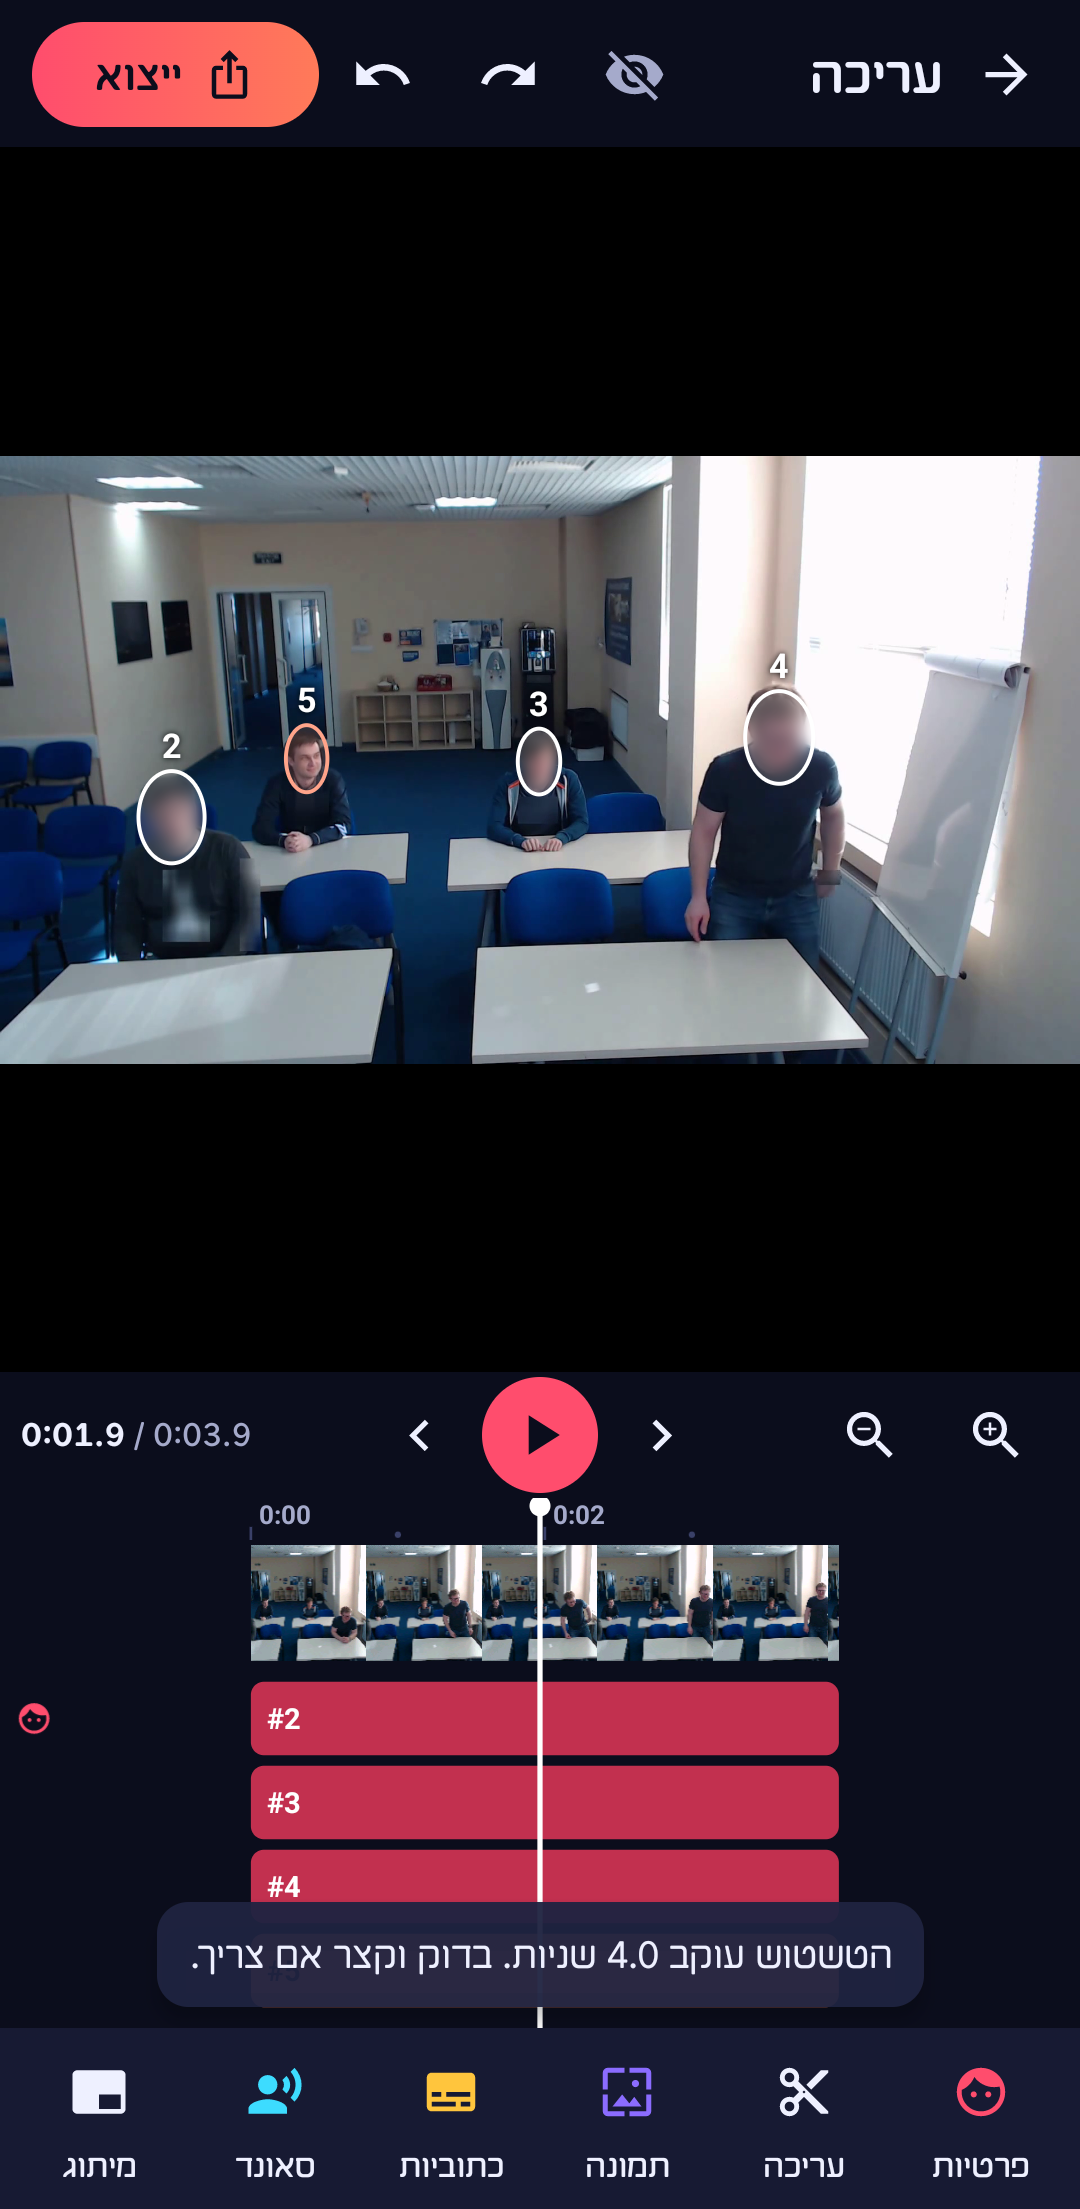 עריכה
ייצוא
4
5
3
2
0:01.9 / 0:03.9
0:00
0:02
#2
#3
#4
הטשטוש עוקב 4.0 שניות. בדוק וקצר אם צריך.
פרטיות
עריכה
תמונה
כתוביות
סאונד
מיתוג